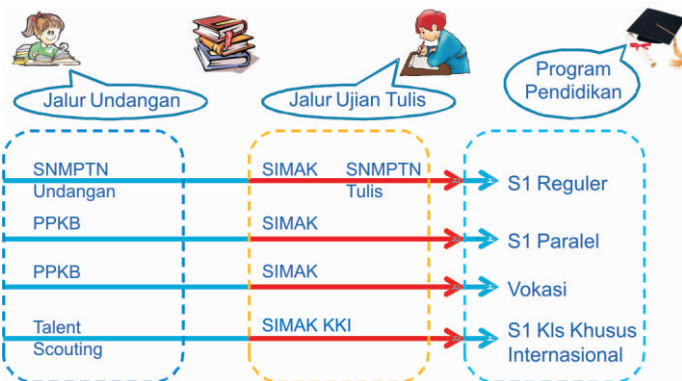 Jalur Undangan
Jalur Ujian Tulis
Program
Pendidikan
SNMPTN
Undangan
SIMAK
SNMPTN
Tulis
S1 Reguler
PPKB
SIMAK
S1 Paralel
PPKB
SIMAK
Vokasi
Talent
Scouting
SIMAK KKI
S1 Kls Khusus
Internasional